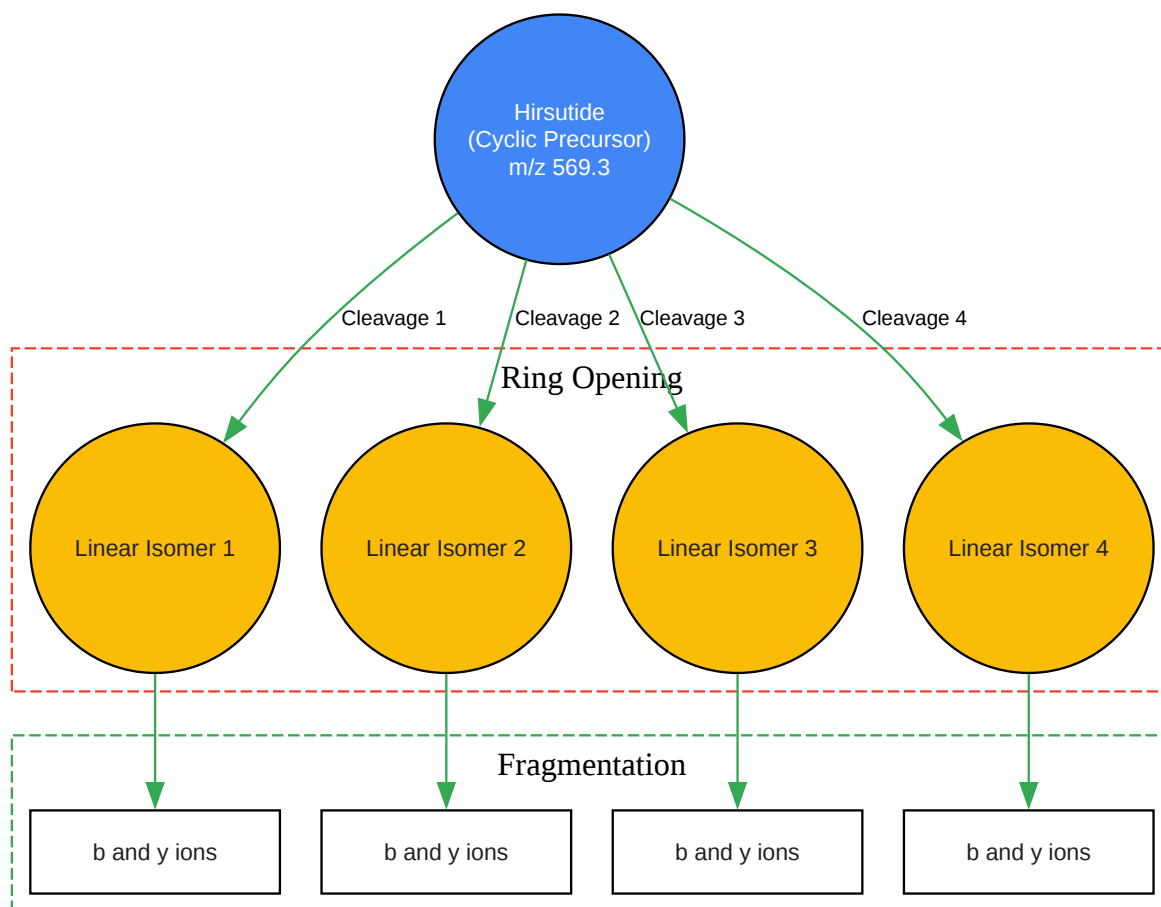 Hirsutide
(Cyclic Precursor)
m/z 569.3
Cleavage 1
Cleavage 2
Cleavage 3
Cleavage 4
Ring Opening
Linear Isomer 1
Linear Isomer 2
Linear Isomer 3
Linear Isomer 4
Fragmentation
b and y ions
b and y ions
b and y ions
b and y ions